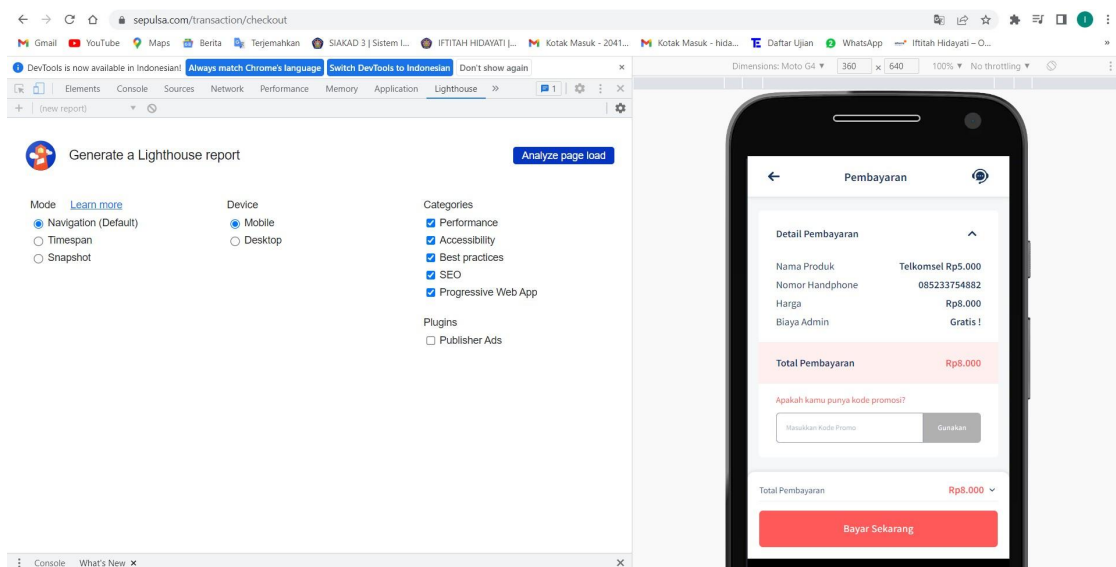 sepulsa.com/transaction/checkout
Gmail YouTube Maps Berita Terjemahkan SIAKAD 3 | Sistem I... IFTITAH HIDAYATI |... Kotak Masuk - 2041... Kotak Masuk - hida... Daftar Ujian WhatsApp Iftitah Hidayati – O... »
DevTools is now available in Indonesian! Always match Chrome's language Switch DevTools to Indonesian Don't show again ×
Elements Console Sources Network Performance Memory Application Lighthouse » 1
+ (new report)
Generate a Lighthouse report Analyze page load
Mode Learn more Device Categories
Navigation (Default) Mobile Performance
Timespan Desktop Accessibility
Snapshot Best practices
SEO
Progressive Web App
Plugins
Publisher Ads
Console What's New ×
Dimensions: Moto G4 ▼ 360 × 640 100% ▼ No throttling ▼
Pembayaran
Detail Pembayaran
Nama Produk Telkomsel Rp5.000
Nomor Handphone 085233754882
Harga Rp8.000
Biaya Admin Gratis !
Total Pembayaran Rp8.000
Apakah kamu punya kode promosi?
Masukkan Kode Promo Gunakan
Total Pembayaran Rp8.000
Bayar Sekarang